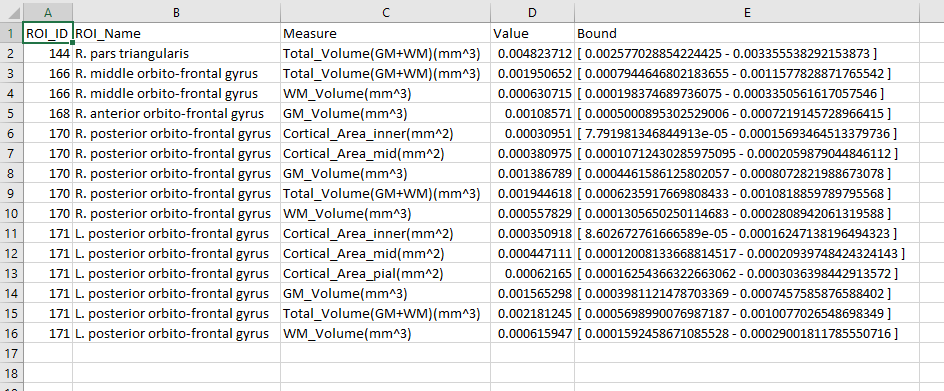 A B C D E
1 ROI_ID ROI_Name Measure Value Bound
2 144 R. pars triangularis Total_Volume(GM+WM)(mm^3) 0.004823712 [ 0.002577028854224425 - 0.003355538292153873 ]
3 166 R. middle orbito-frontal gyrus Total_Volume(GM+WM)(mm^3) 0.001950652 [ 0.0007944646802183655 - 0.0011577828871765542 ]
4 166 R. middle orbito-frontal gyrus WM_Volume(mm^3) 0.000630715 [ 0.000198374689736075 - 0.0003350561617057546 ]
5 168 R. anterior orbito-frontal gyrus GM_Volume(mm^3) 0.00108571 [ 0.0005000895302529006 - 0.0007219145728966415 ]
6 170 R. posterior orbito-frontal gyrus Cortical_Area_inner(mm^2) 0.00030951 [ 7.791981346844913e-05 - 0.00015693464513379736 ]
7 170 R. posterior orbito-frontal gyrus Cortical_Area_mid(mm^2) 0.000380975 [ 0.00010712430285975095 - 0.0002059879044846112 ]
8 170 R. posterior orbito-frontal gyrus GM_Volume(mm^3) 0.001386789 [ 0.0004461586125802057 - 0.0008072821988673078 ]
9 170 R. posterior orbito-frontal gyrus Total_Volume(GM+WM)(mm^3) 0.001944618 [ 0.0006235917669808433 - 0.0010818859789795568 ]
10 170 R. posterior orbito-frontal gyrus WM_Volume(mm^3) 0.000557829 [ 0.0001305650250114683 - 0.0002808942061319588 ]
11 171 L. posterior orbito-frontal gyrus Cortical_Area_inner(mm^2) 0.000350918 [ 8.602672761666589e-05 - 0.00016247138196494323 ]
12 171 L. posterior orbito-frontal gyrus Cortical_Area_mid(mm^2) 0.000447111 [ 0.00012008133668814517 - 0.00020939748424324143 ]
13 171 L. posterior orbito-frontal gyrus Cortical_Area_pial(mm^2) 0.00062165 [ 0.00016254366322663062 - 0.0003036398442913572 ]
14 171 L. posterior orbito-frontal gyrus GM_Volume(mm^3) 0.001565298 [ 0.0003981121478703369 - 0.0007457585876588402 ]
15 171 L. posterior orbito-frontal gyrus Total_Volume(GM+WM)(mm^3) 0.002181245 [ 0.0005698990076987187 - 0.0010077026548698349 ]
16 171 L. posterior orbito-frontal gyrus WM_Volume(mm^3) 0.000615947 [ 0.0001592458671085528 - 0.00029001811785550716 ]
17
18